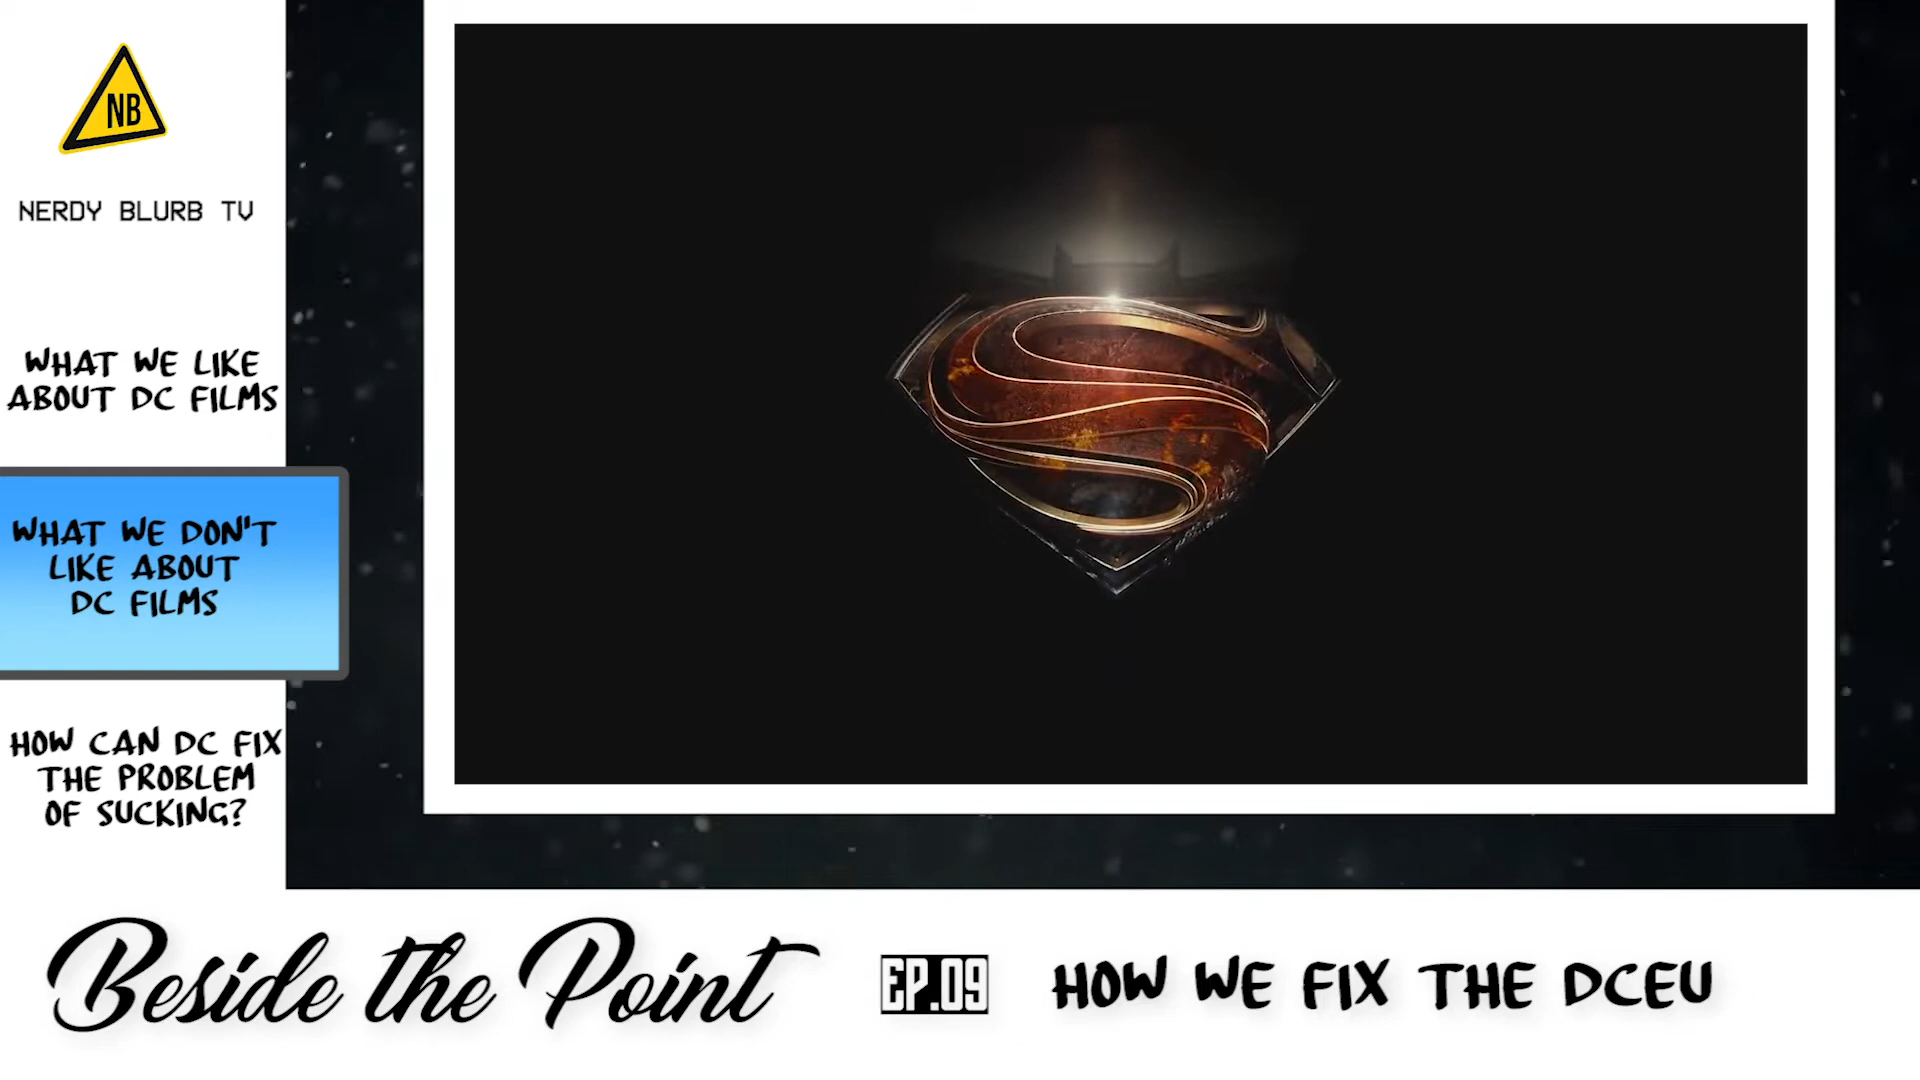 NB
NERDY BLURB TV
WHAT WE LIKE
ABOUT DC FILMS
WHAT WE DON'T
LIKE ABOUT
DC FILMS
HOW CAN DC FIX
THE PROBLEM
OF SUCKING?
Beside the Point
EP.09
HOW WE FIX THE DCEU